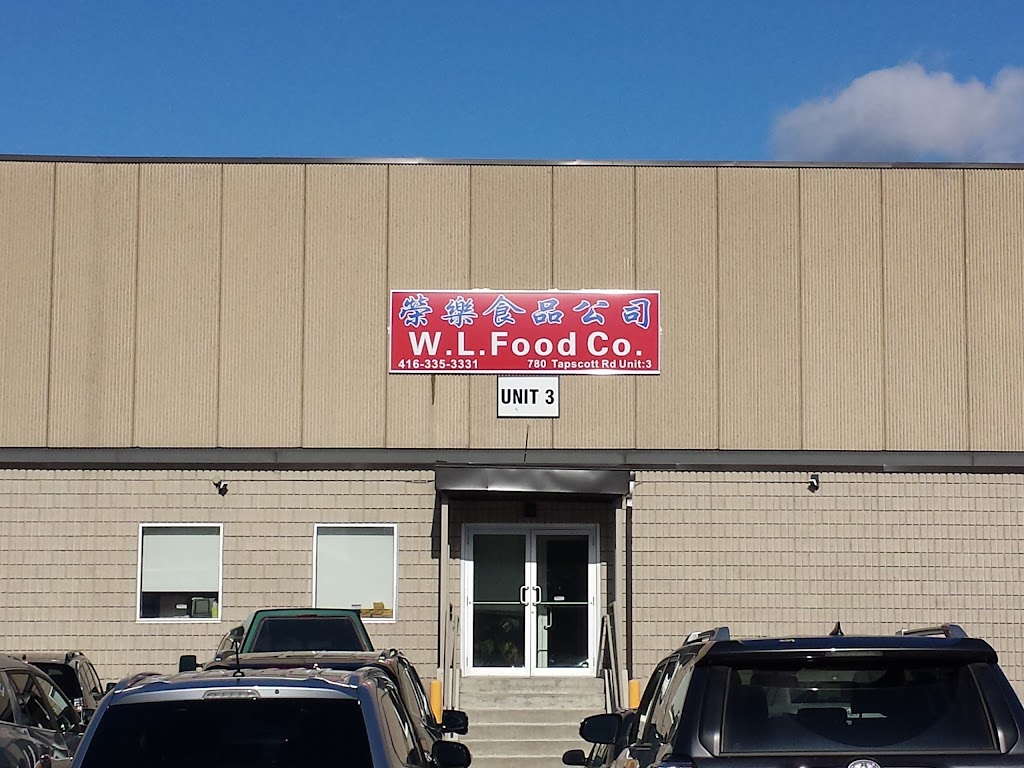 榮樂食品公司
W.L.Food Co.
416-335-3331 780 Tapscott Rd Unit:3
UNIT 3